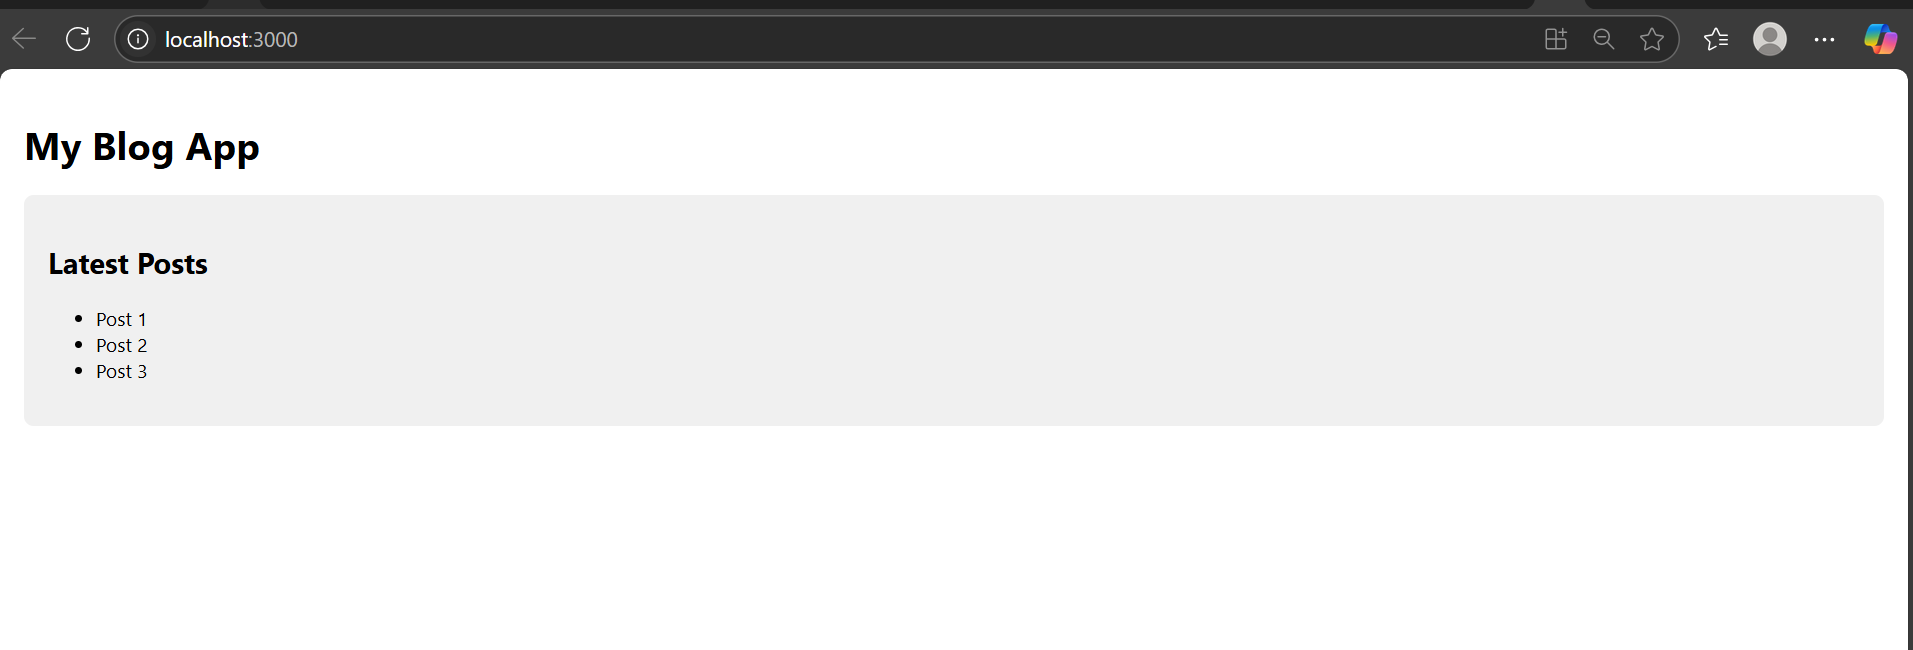 localhost:3000
My Blog App
Latest Posts
Post 1
Post 2
Post 3